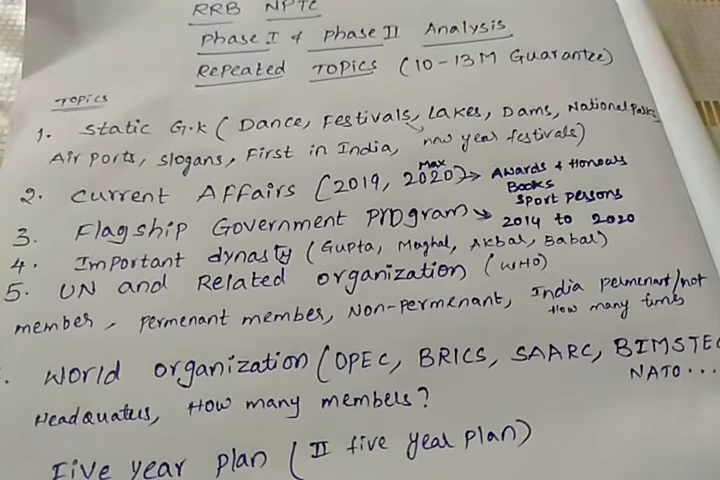 RRB NPTC
Phase I & Phase II Analysis
Repeated Topics (10-13M Guarantee)
Topics
1. Static G.K (Dance, Festivals, Lakes, Dams, National Parks
new year festivals)
Air Ports, Slogans, First in India,
2. Current Affairs (2019, 2020) → Awards & Honours
Max
Books
Sport Persons
3. Flagship Government Program → 2014 to 2020
4. Important dynasty (Gupta, Mughal, Akbar, Babar)
5. UN and Related organization (WHO)
member, Permenant member, Non-Permenant, India permenant/not
How many times
. World organization (OPEC, BRICS, SAARC, BIMSTEC
NATO...
Headquaters, How many members?
Five year plan (II five year plan)